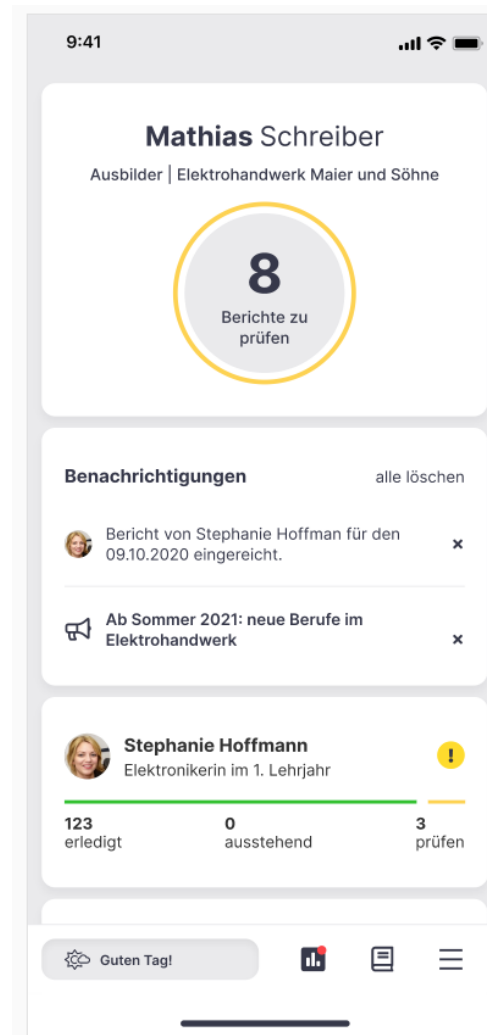 9:41
Mathias Schreiber
Ausbilder | Elektrohandwerk Maier und Söhne
8
Berichte zu
prüfen
Benachrichtigungen
alle löschen
Bericht von Stephanie Hoffman für den
09.10.2020 eingereicht.
Ab Sommer 2021: neue Berufe im
Elektrohandwerk
Stephanie Hoffmann
Elektronikerin im 1. Lehrjahr
!
123 0 3
erledigt ausstehend prüfen
Guten Tag!